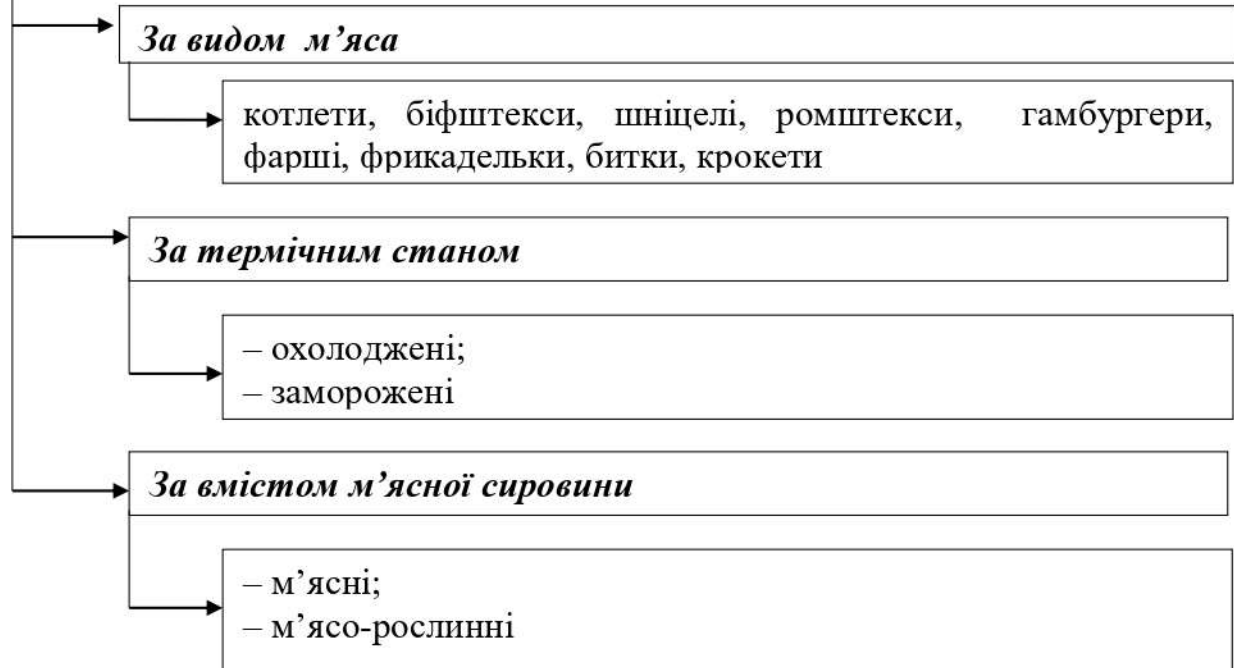 За видом м’яса
котлети, біфштекси, шніцелі, ромштекси, гамбургери,
фарші, фрикадельки, битки, крокети
За термічним станом
– охолоджені;
– заморожені
За вмістом м’ясної сировини
– м’ясні;
– м’ясо-рослинні